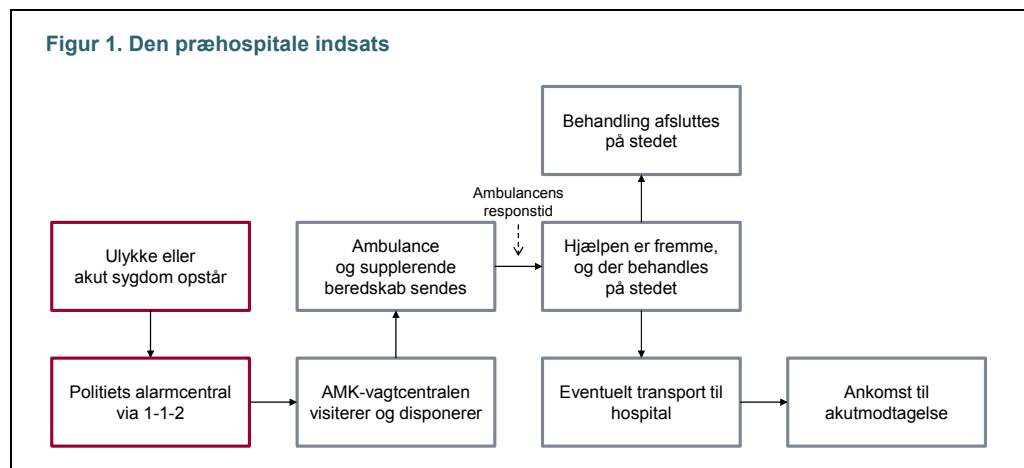 Figur 1. Den præhospitale indsats
Behandling afsluttes
på stedet
Ambulancens
responstid
Ulykke eller
akut sygdom opstår
Ambulance
og supplerende
beredskab sendes
Hjælpen er fremme,
og der behandles
på stedet
Politiets alarmcentral
via 1-1-2
AMK-vagtcentralen
visiterer og disponerer
Eventuelt transport til
hospital
Ankomst til
akutmodtagelse